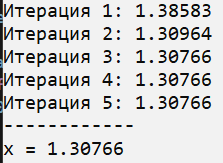 Итерация 1: 1.38583
Итерация 2: 1.30964
Итерация 3: 1.30766
Итерация 4: 1.30766
Итерация 5: 1.30766
------------
x = 1.30766